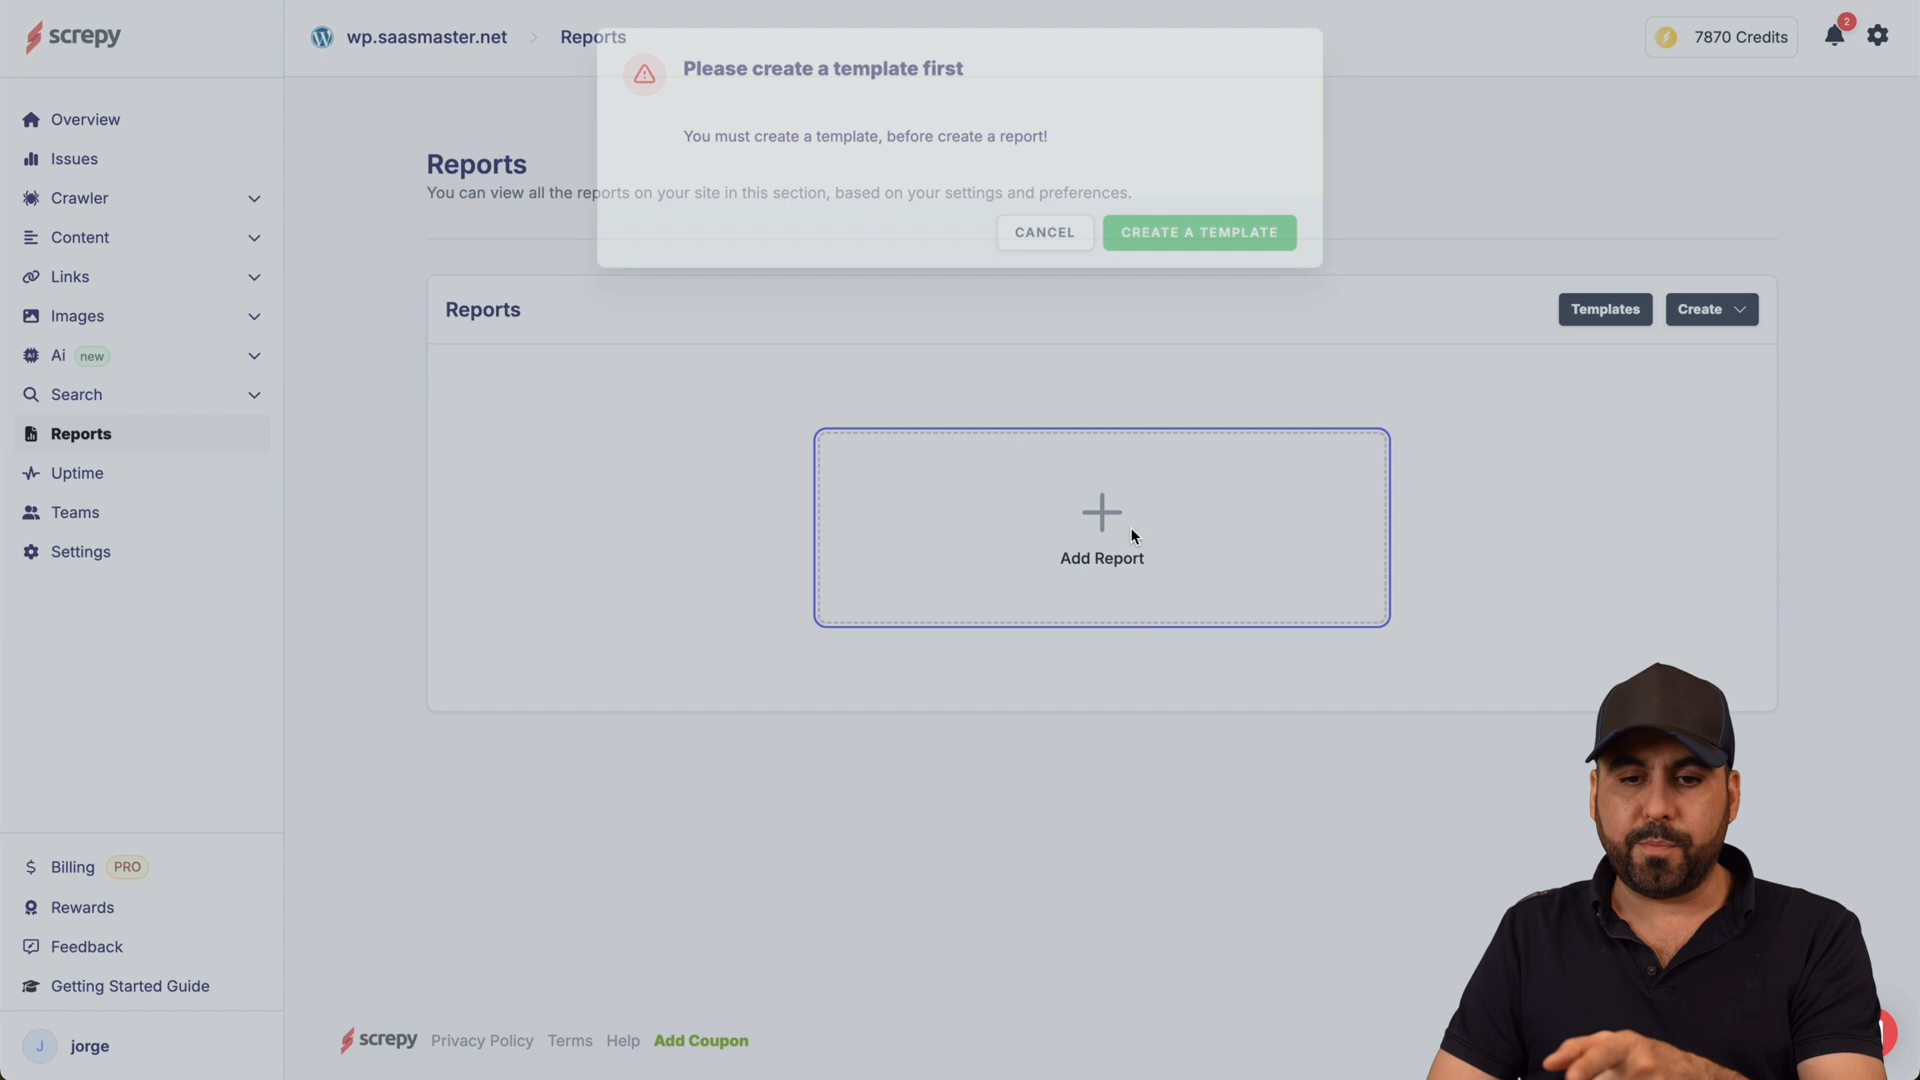 screpy
wp.saasmaster.net
Reports
7870 Credits
2
Please create a template first
You must create a template, before create a report!
CANCEL
CREATE A TEMPLATE
Overview
Issues
Crawler
Content
Links
Images
Ai new
Search
Reports
Uptime
Teams
Settings
Billing PRO
Rewards
Feedback
Getting Started Guide
J jorge
Reports
You can view all the reports on your site in this section, based on your settings and preferences.
Reports
Templates
Create
Add Report
screpy Privacy Policy Terms Help Add Coupon